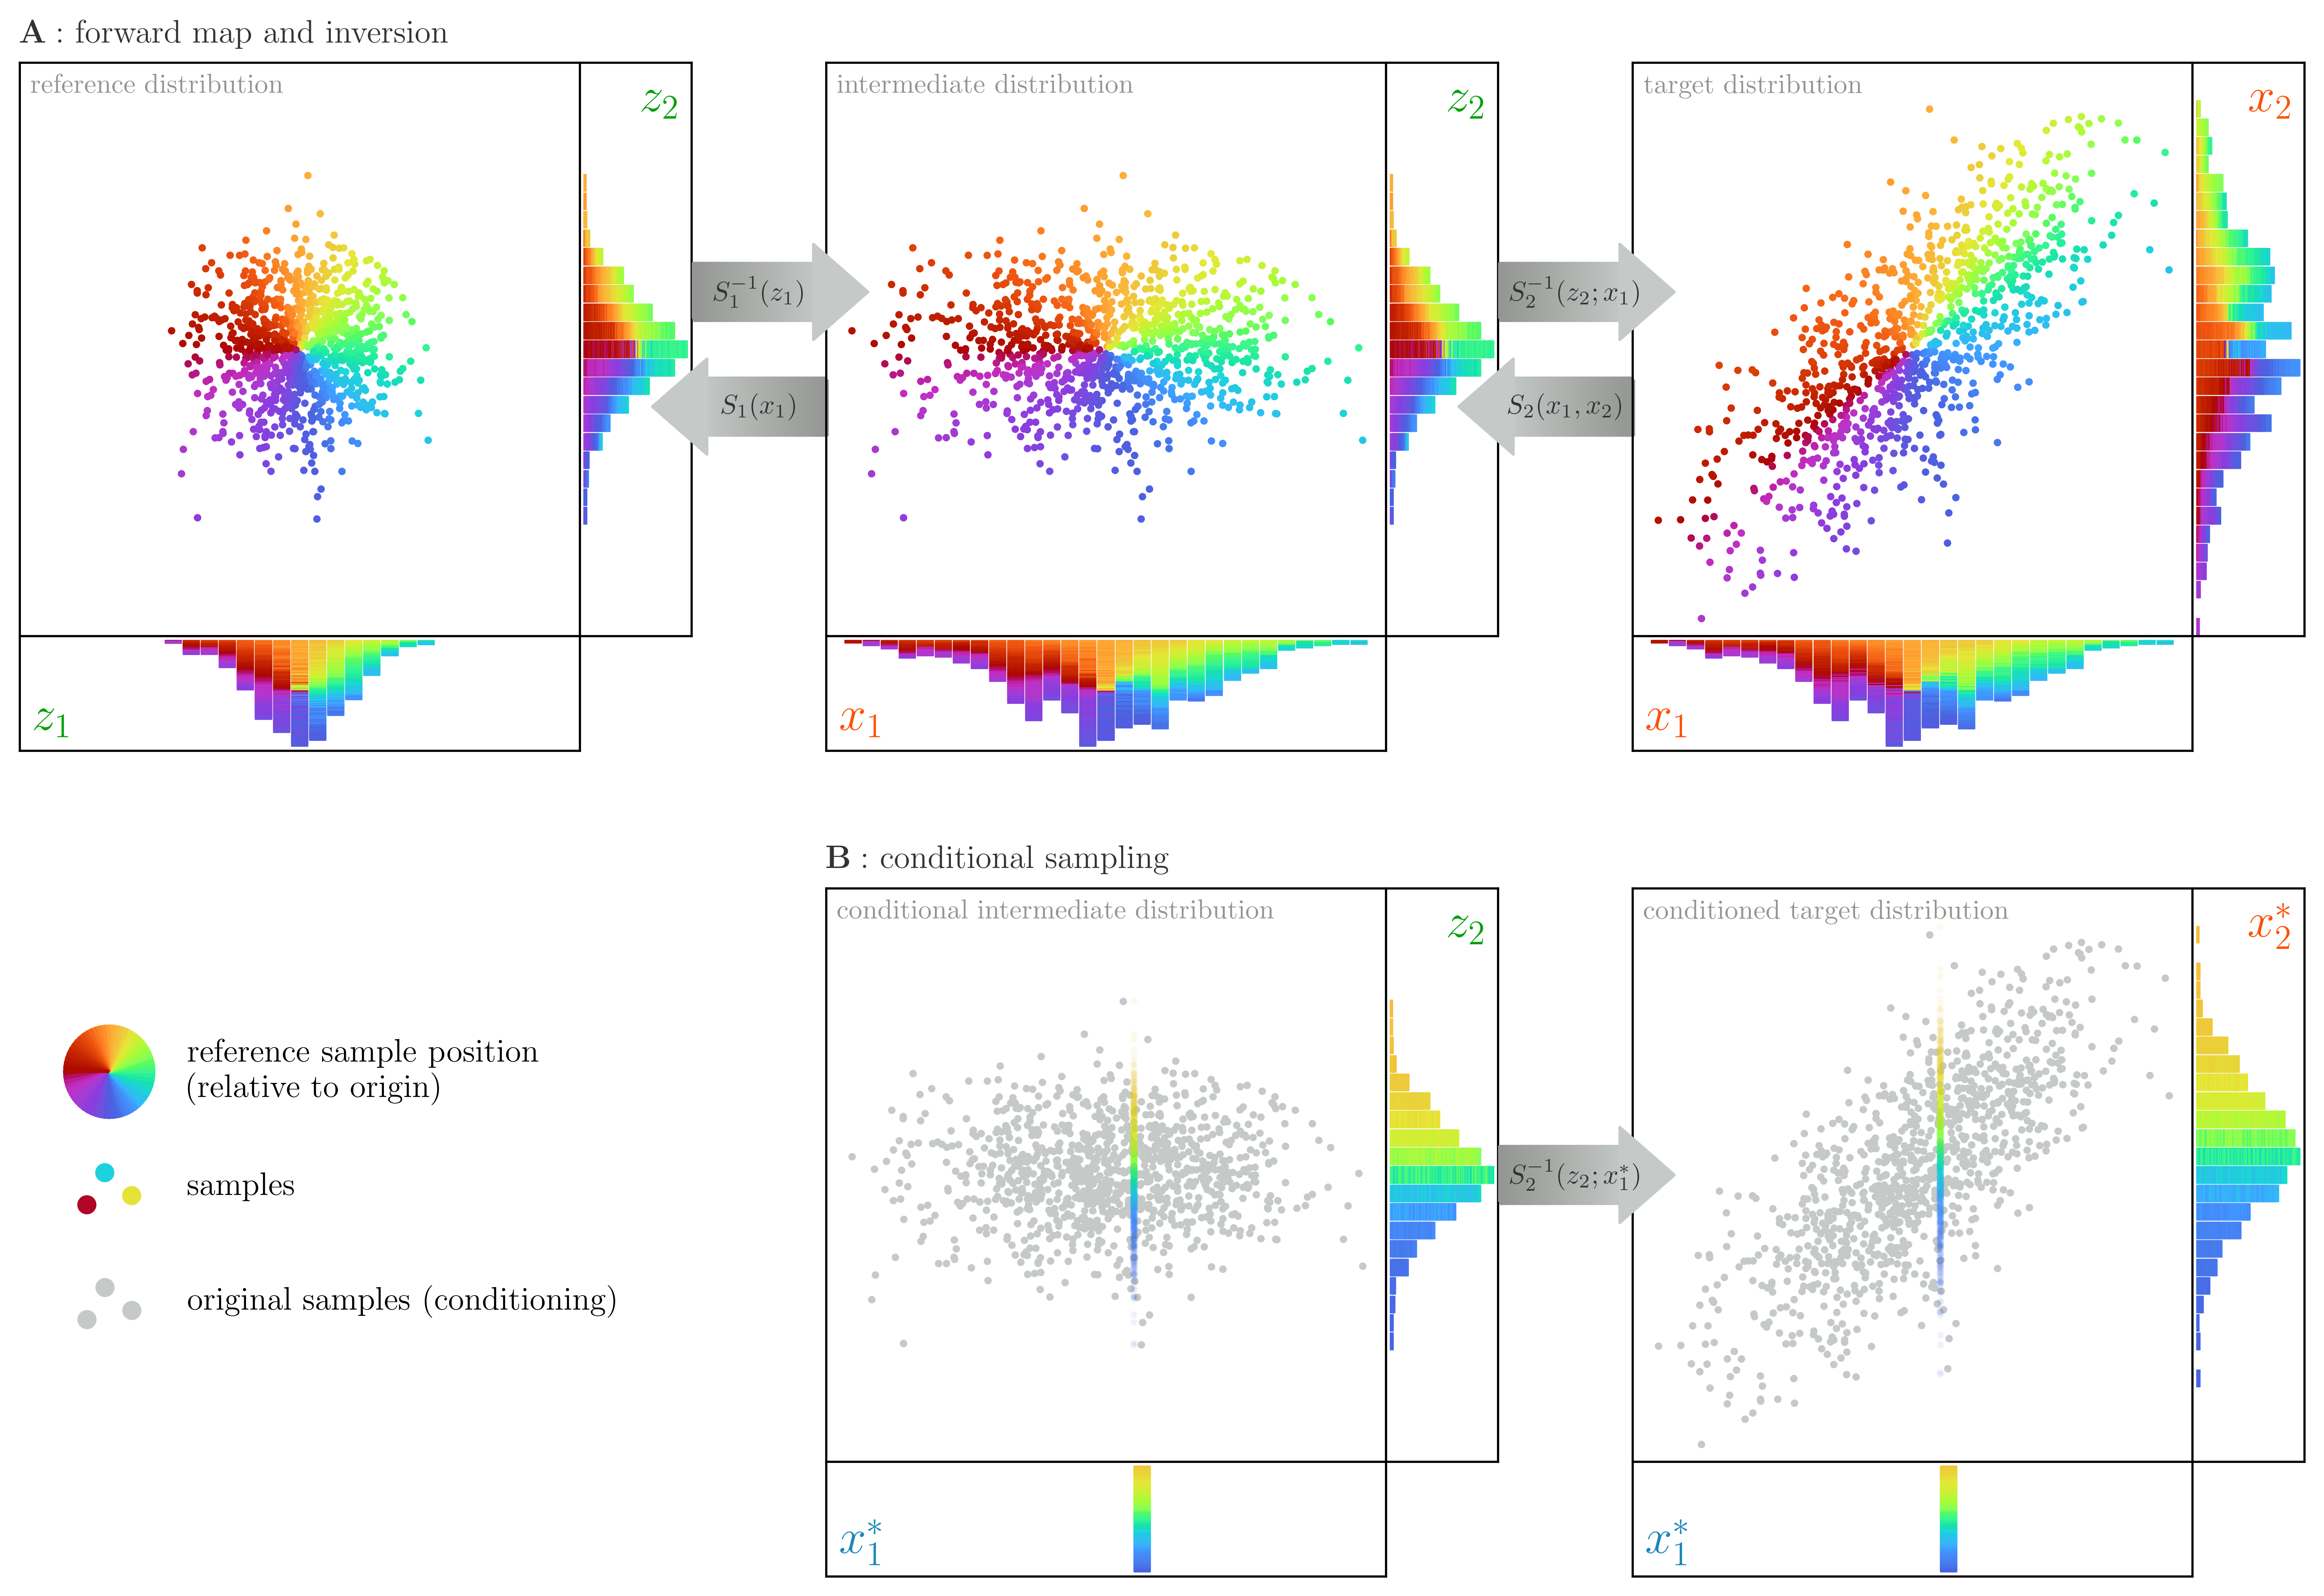 A : forward map and inversion
reference distribution
z₂
intermediate distribution
z₂
target distribution
x₂
S₁⁻¹(z₁)
S₂⁻¹(z₂; x₁)
S₁(x₁)
S₂(x₁, x₂)
z₁
x₁
x₁
B : conditional sampling
conditional intermediate distribution
z₂
conditioned target distribution
x₂*
reference sample position
(relative to origin)
samples
S₂⁻¹(z₂; x₁*)
original samples (conditioning)
x₁*
x₁*